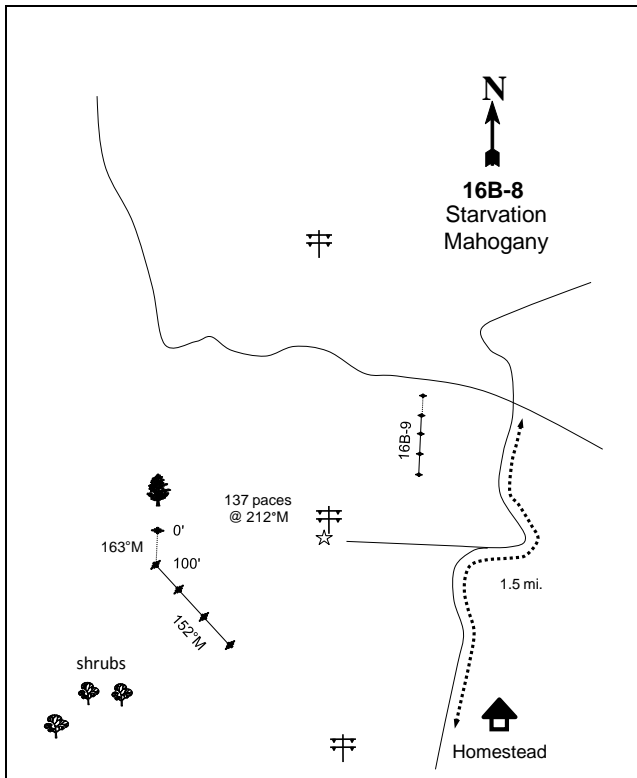 N
16B-8
Starvation
Mahogany
16B-9
137 paces
@ 212°M
0'
163°M
100'
152°M
1.5 mi.
shrubs
Homestead